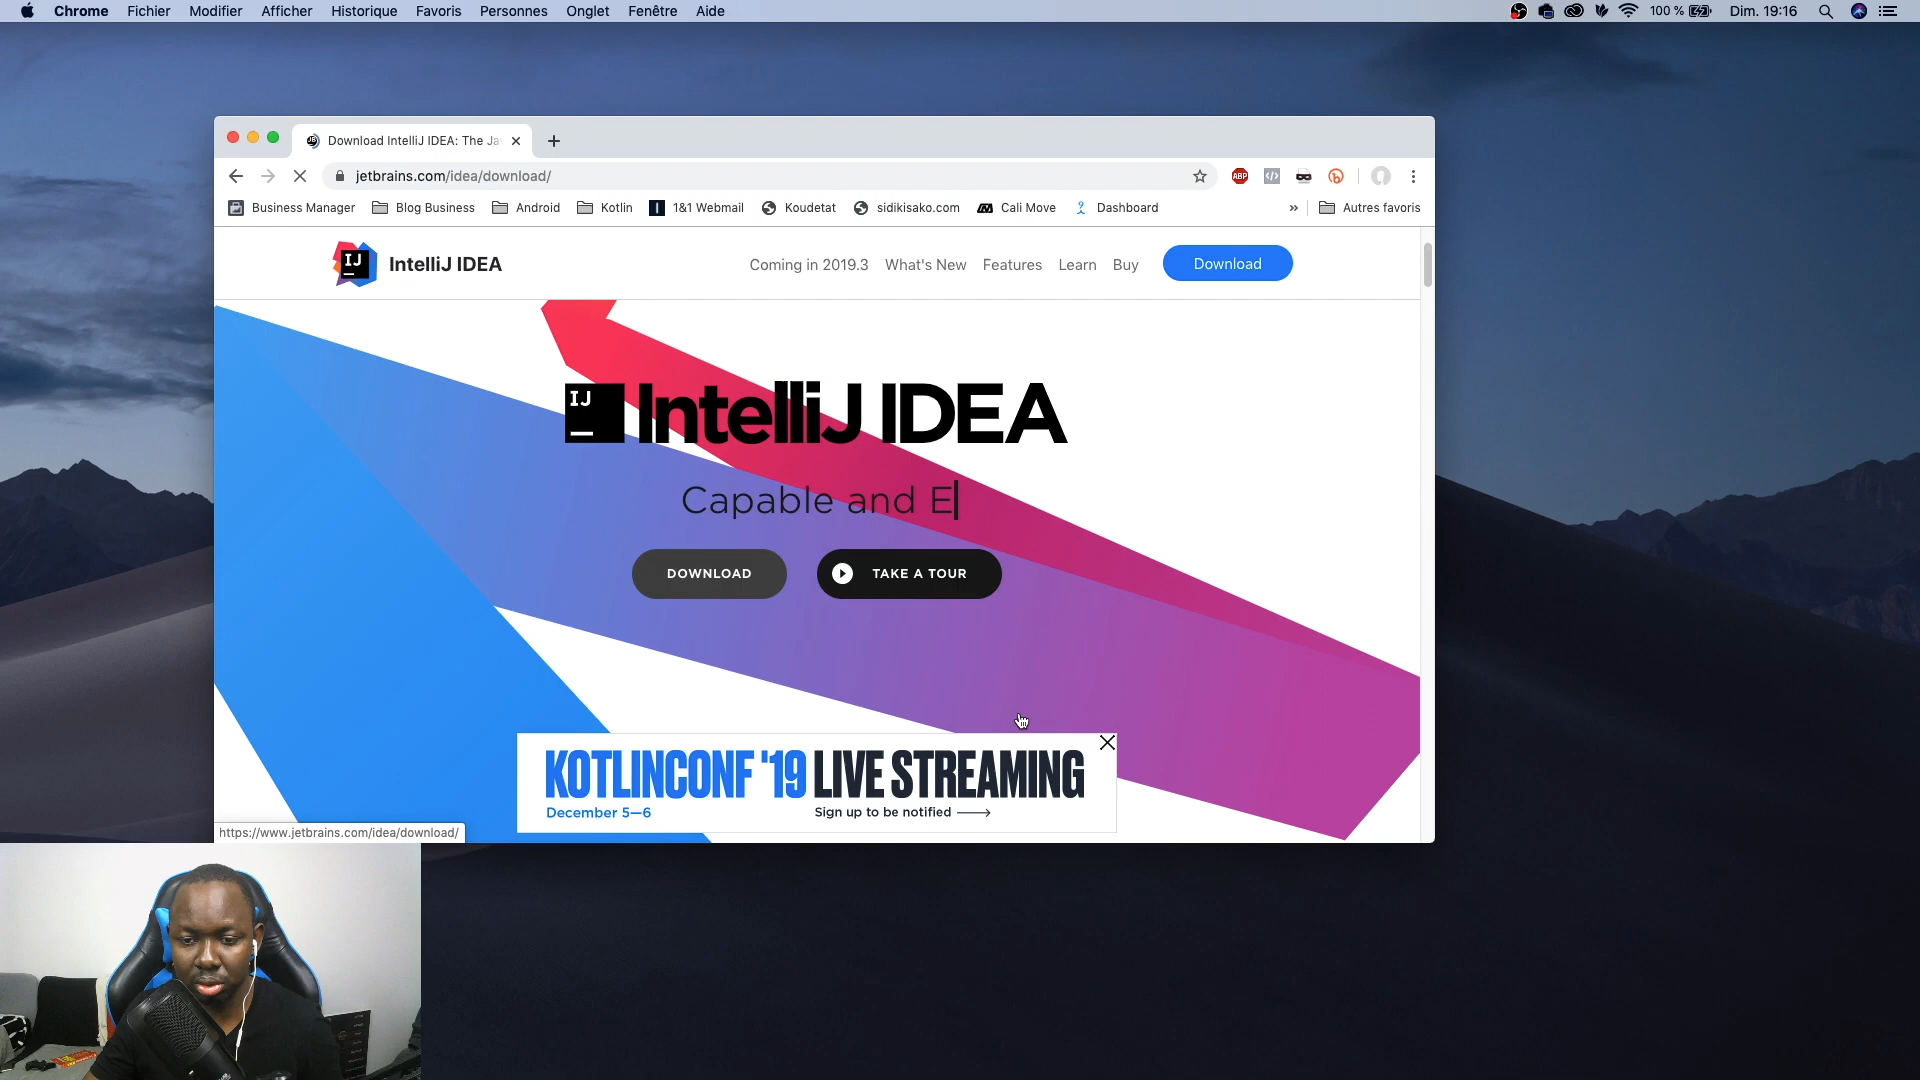 Chrome Fichier Modifier Afficher Historique Favoris Personnes Onglet Fenêtre Aide
100 % Dim. 19:16
Download IntelliJ IDEA: The Ja
jetbrains.com/idea/download/
ABP
Business Manager Blog Business Android Kotlin 1&1 Webmail Koudetat sidikisako.com Cali Move Dashboard » Autres favoris
IJ IntelliJ IDEA
Coming in 2019.3 What's New Features Learn Buy Download
IJ IntelliJ IDEA
Capable and E
DOWNLOAD TAKE A TOUR
KOTLINCONF '19 LIVE STREAMING
December 5—6 Sign up to be notified
https://www.jetbrains.com/idea/download/